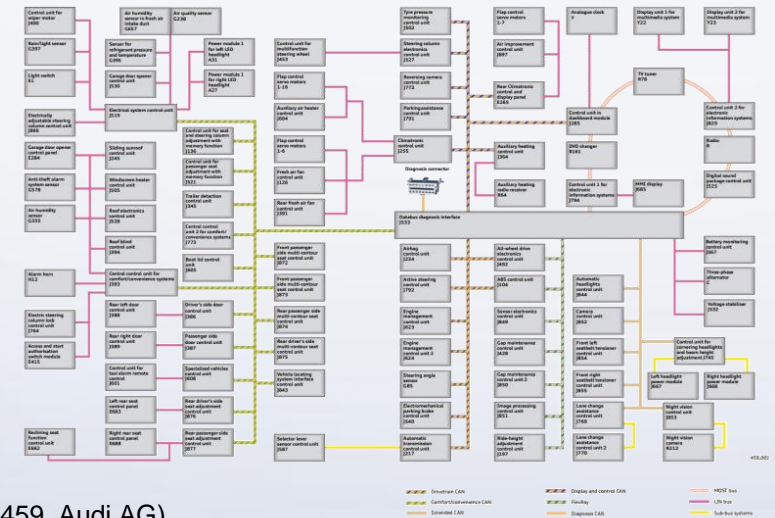 Control unit for
wiper motor
J400
Air humidity
sensor in fresh air
intake duct
G657
Air quality sensor
G238
Rain/light sensor
G397
Sensor for
refrigerant pressure
and temperature
G395
Power module 1
for left LED
headlight
A31
Light switch
E1
Garage door opener
control unit
J530
Power module 1
for right LED
headlight
A27
Electrically
adjustable steering
column control unit
J866
Electrical system control unit
J519
Garage door opener
control panel
E284
Sliding sunroof
control unit
J245
Control unit for seat
and steering column
adjustment with
memory function
J136
Anti-theft alarm
system sensor
G578
Windscreen heater
control unit
J505
Control unit for
passenger seat
adjustment with
memory function
J521
Air humidity
sensor
G355
Roof electronics
control unit
J528
Trailer detection
control unit
J345
Roof blind
control unit
J394
Central control
unit 2 for comfort/
convenience systems
J773
Alarm horn
H12
Central control unit for
comfort/convenience systems
J393
Boot lid control
unit
J605
Electric steering
column lock
control unit
J764
Rear left door
control unit
J388
Driver's side door
control unit
J386
Access and start
authorisation
switch module
E415
Rear right door
control unit
J389
Passenger side
door control unit
J387
Control unit for
taxi alarm remote
control
J601
Specialised vehicles
control unit
J608
Left rear seat
control panel
E683
Rear driver's side
seat adjustment
control unit
J876
Reclining seat
function
control unit
E662
Right rear seat
control panel
E688
Rear passenger side
seat adjustment
control unit
J877
Control unit for
multifunction
steering wheel
J453
Flap control
servo motors
1-16
Auxiliary air heater
control unit
J604
Flap control
servo motors
1-6
Fresh air fan
control unit
J126
Rear fresh air fan
control unit
J391
Front passenger
side multi-contour
seat control unit
J872
Front passenger
side multi-contour
seat control unit
J873
Rear passenger side
multi-contour
seat control unit
J874
Rear driver's side
multi-contour
seat control unit
J875
Vehicle locating
system interface
control unit
J843
Selector lever
sensor control unit
J587
Tyre pressure
monitoring
control unit
J502
Steering column
electronics
control unit
J527
Reversing camera
control unit
J772
Parking assistance
control unit
J791
Climatronic
control unit
J255
Diagnosis connector
Flap control
servo motors
1-7
Air improvement
control unit
J897
Rear Climatronic
control and
display panel
E265
Auxiliary heating
control unit
J364
Auxiliary heating
radio receiver
R64
Analogue clock
Y
Display unit 1 for
multimedia system
Y22
Display unit 2 for
multimedia system
Y23
TV tuner
R78
Control unit in
dash panel module
J285
Control unit 2 for
electronic
information systems
J829
DVD changer
R161
Radio
R
Control unit 1 for
electronic
information systems
J794
MMI display
J685
Digital sound
package control unit
J525
Databus diagnosis interface
J533
Airbag
control unit
J234
All-wheel drive
electronics
control unit
J492
Battery monitoring
control unit
J367
Active steering
control unit
J792
ABS control unit
J104
Automatic
headlights
control unit
J844
Three-phase
alternator
C
Engine
management
control unit
J623
Sensor electronics
control unit
J849
Camera
control unit
J852
Voltage stabiliser
J532
Engine
management
control unit 2
J624
Gap maintenance
control unit
J428
Front left
seatbelt tensioner
control unit
J854
Control unit for
cornering headlights
and beam height
adjustment J745
Steering angle
sensor
G85
Gap maintenance
control unit 2
J850
Front right
seatbelt tensioner
control unit
J855
Left headlight
power module
J667
Right headlight
power module
J668
Electromechanical
parking brake
control unit
J540
Image processing
control unit
J851
Lane change
assistance
control unit
J769
Night vision
control unit
J853
Automatic
transmission
control unit
J217
Ride-height
adjustment
control unit
J197
Lane change
assistance
control unit 2
J770
Night vision
camera
R212
459, Audi AG)
Drivetrain CAN
Comfort/convenience CAN
Extended CAN
Display and control CAN
FlexRay
Diagnosis CAN
MOST bus
LIN bus
Sub-bus systems